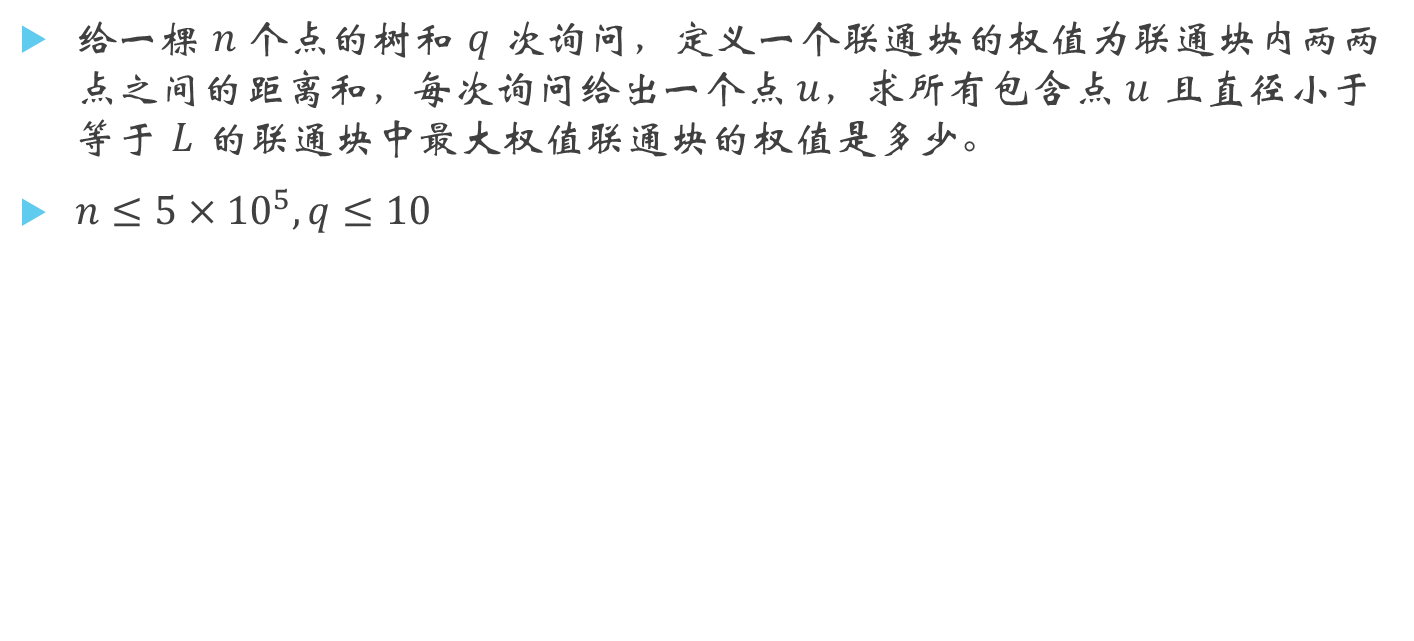 给一棵 n 个点的树和 q 次询问，定义一个联通块的权值为联通块内两两
点之间的距离和，每次询问给出一个点 u，求所有包含点 u 且直径小于
等于 L 的联通块中最大权值联通块的权值是多少。
n ≤ 5 × 10⁵, q ≤ 10